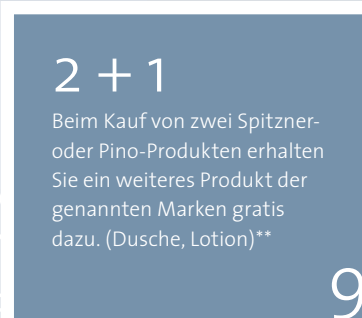 2 + 1
Beim Kauf von zwei Spitzner-
oder Pino-Produkten erhalten
Sie ein weiteres Produkt der
genannten Marken gratis
dazu. (Dusche, Lotion)**
9